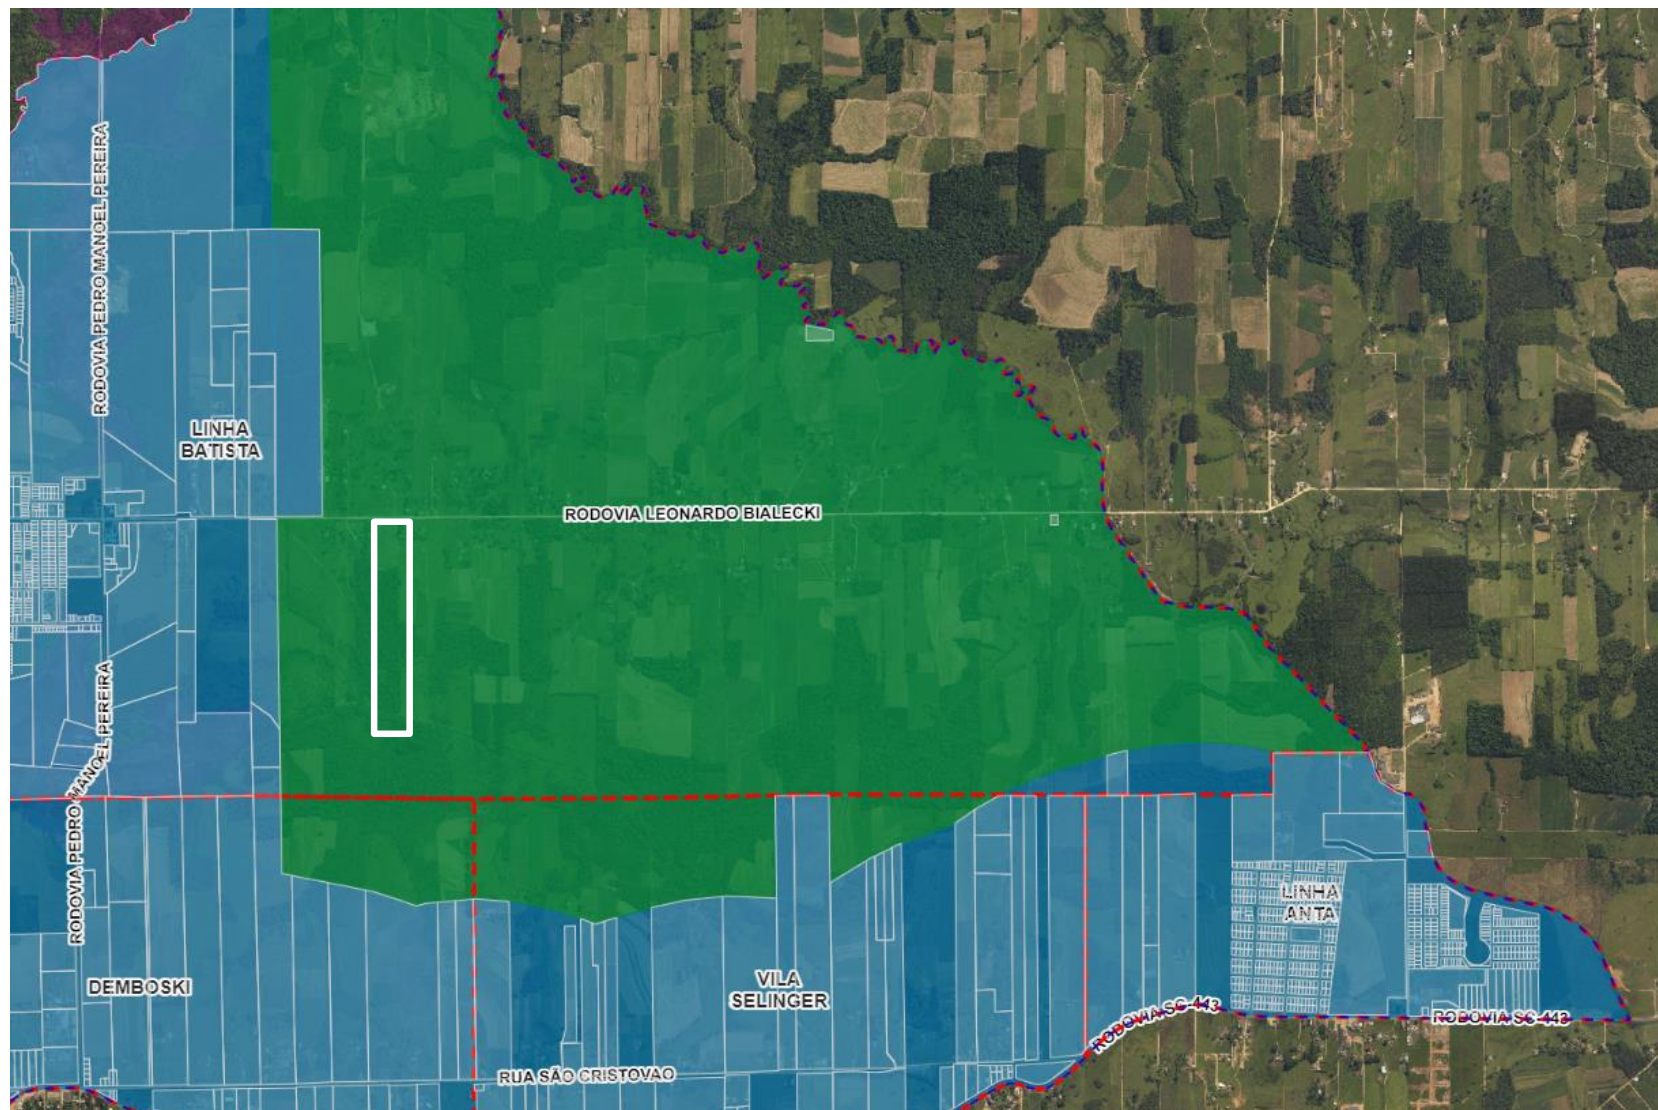 RODOVIA PEDRO MANOEL PEREIRA
LINHA
BATISTA
RODOVIA LEONARDO BIALECKI
RODOVIA PEDRO MANOEL PEREIRA
LINHA
ANTA
DEMBOSKI
VILA
SELINGER
RODOVIA SC-443
RODOVIA SC-443
RUA SÃO CRISTOVAO